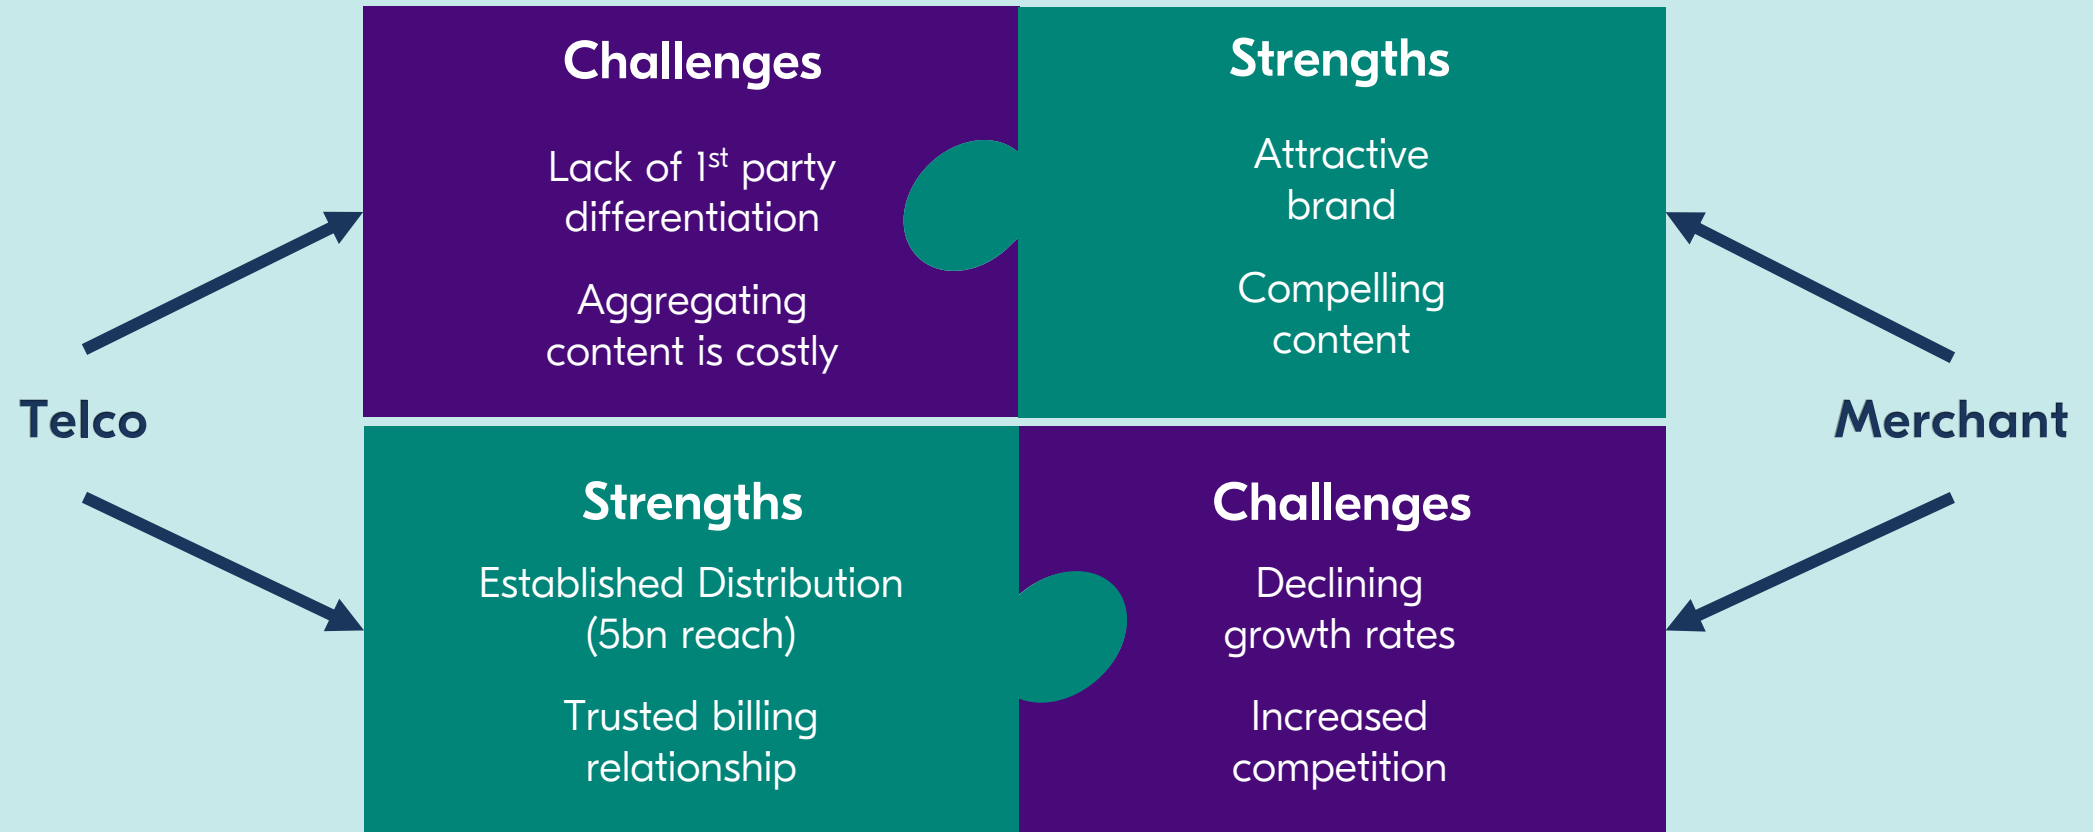 Challenges
Lack of 1st party
differentiation
Aggregating
content is costly
Strengths
Attractive
brand
Compelling
content
Telco
Merchant
Strengths
Established Distribution
(5bn reach)
Trusted billing
relationship
Challenges
Declining
growth rates
Increased
competition